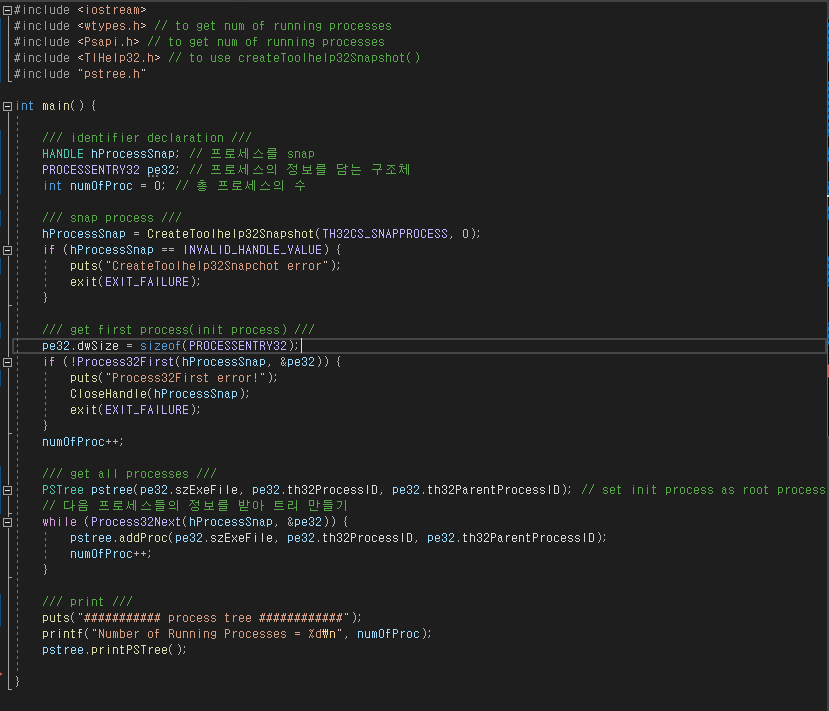 #include <iostream>
#include <wtypes.h> // to get num of running processes
#include <Psapi.h> // to get num of running processes
#include <TlHelp32.h> // to use createToolhelp32Snapshot()
#include "pstree.h"
int main() {
/// identifier declaration ///
HANDLE hProcessSnap; // 프로세스를 snap
PROCESSENTRY32 pe32; // 프로세스의 정보를 담는 구조체
int numOfProc = 0; // 총 프로세스의 수
/// snap process ///
hProcessSnap = CreateToolhelp32Snapshot(TH32CS_SNAPPROCESS, 0);
if (hProcessSnap == INVALID_HANDLE_VALUE) {
puts("CreateToolhelp32Snapchot error");
exit(EXIT_FAILURE);
}
/// get first process(init process) ///
pe32.dwSize = sizeof(PROCESSENTRY32);
if (!Process32First(hProcessSnap, &pe32)) {
puts("Process32First error!");
CloseHandle(hProcessSnap);
exit(EXIT_FAILURE);
}
numOfProc++;
/// get all processes ///
PSTree pstree(pe32.szExeFile, pe32.th32ProcessID, pe32.th32ParentProcessID); // set init process as root process
// 다음 프로세스들의 정보를 받아 트리 만들기
while (Process32Next(hProcessSnap, &pe32)) {
pstree.addProc(pe32.szExeFile, pe32.th32ProcessID, pe32.th32ParentProcessID);
numOfProc++;
}
/// print ///
puts("########### process tree ############");
printf("Number of Running Processes = %d₩n", numOfProc);
pstree.printPSTree();
}